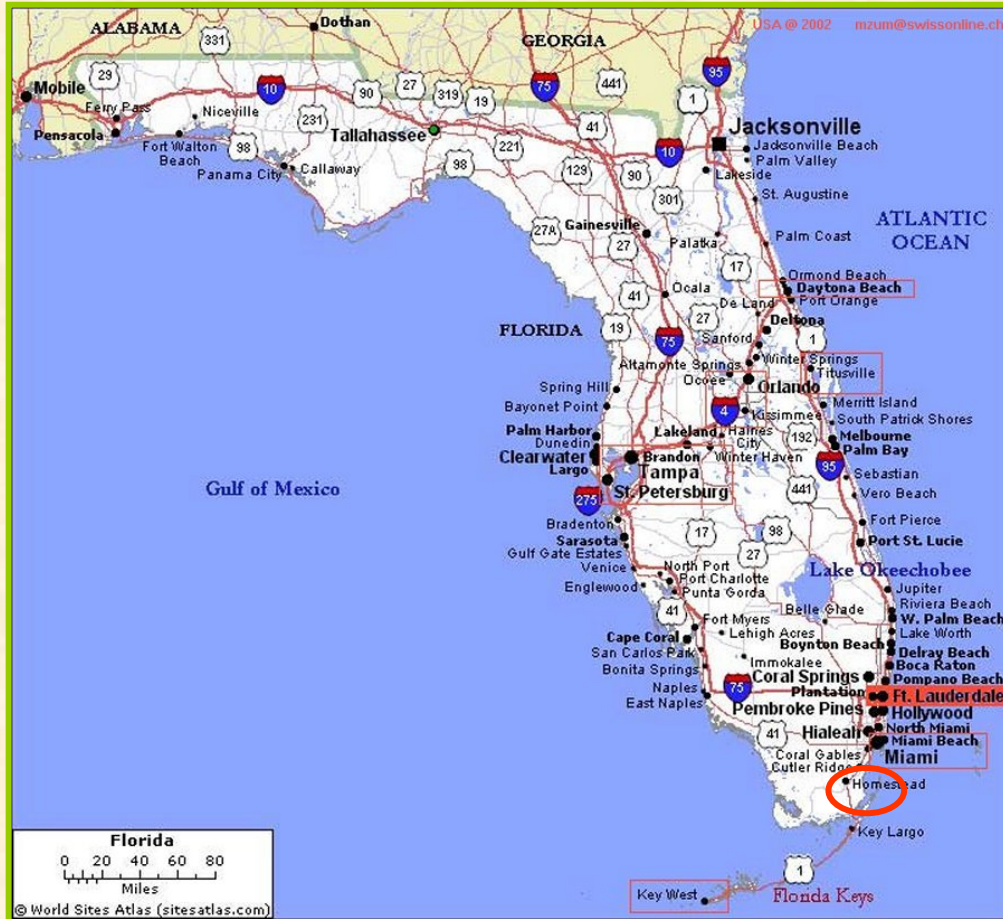 USA @ 2002 mzum@swissonline.ch
ALABAMA
Dothan
GEORGIA
331
29
Mobile
10
90
27
319
19
75
441
95
1
Ferry Pass
Niceville
231
Tallahassee
41
Pensacola
Fort Walton Beach
98
Panama City
Callaway
98
221
129
10
90
301
Jacksonville
Jacksonville Beach
Palm Valley
Lakeside
St. Augustine
ATLANTIC
OCEAN
27A
Gainesville
27
Palatka
Palm Coast
17
Ormond Beach
Daytona Beach
Port Orange
41
Ocala
De Land
FLORIDA
19
75
27
Deltona
1
Sanford
Winter Springs
Altamonte Springs
Titusville
Ocoee
Orlando
Spring Hill
4
Kissimmee
Merritt Island
Bayonet Point
South Patrick Shores
Palm Harbor
Lakeland
Haines City
192
Melbourne
Dunedin
Palm Bay
Clearwater
Brandon
Winter Haven
95
Largo
Tampa
Sebastian
Gulf of Mexico
St. Petersburg
441
Vero Beach
275
Bradenton
17
98
Fort Pierce
Sarasota
Port St. Lucie
Gulf Gate Estates
27
Venice
North Port
Lake Okeechobee
Port Charlotte
Englewood
Punta Gorda
Jupiter
41
Belle Glade
Riviera Beach
Fort Myers
W. Palm Beach
Cape Coral
Lehigh Acres
Lake Worth
San Carlos Park
Boynton Beach
Delray Beach
Bonita Springs
Immokalee
Boca Raton
Coral Springs
Pompano Beach
Naples
75
Plantation
Ft. Lauderdale
East Naples
Pembroke Pines
Hollywood
41
Hialeah
North Miami
Miami Beach
Coral Gables
Miami
Cutler Ridge
Homestead
Key Largo
1
Key West
Florida Keys
Florida
0 20 40 60 80
Miles
© World Sites Atlas (sitesatlas.com)